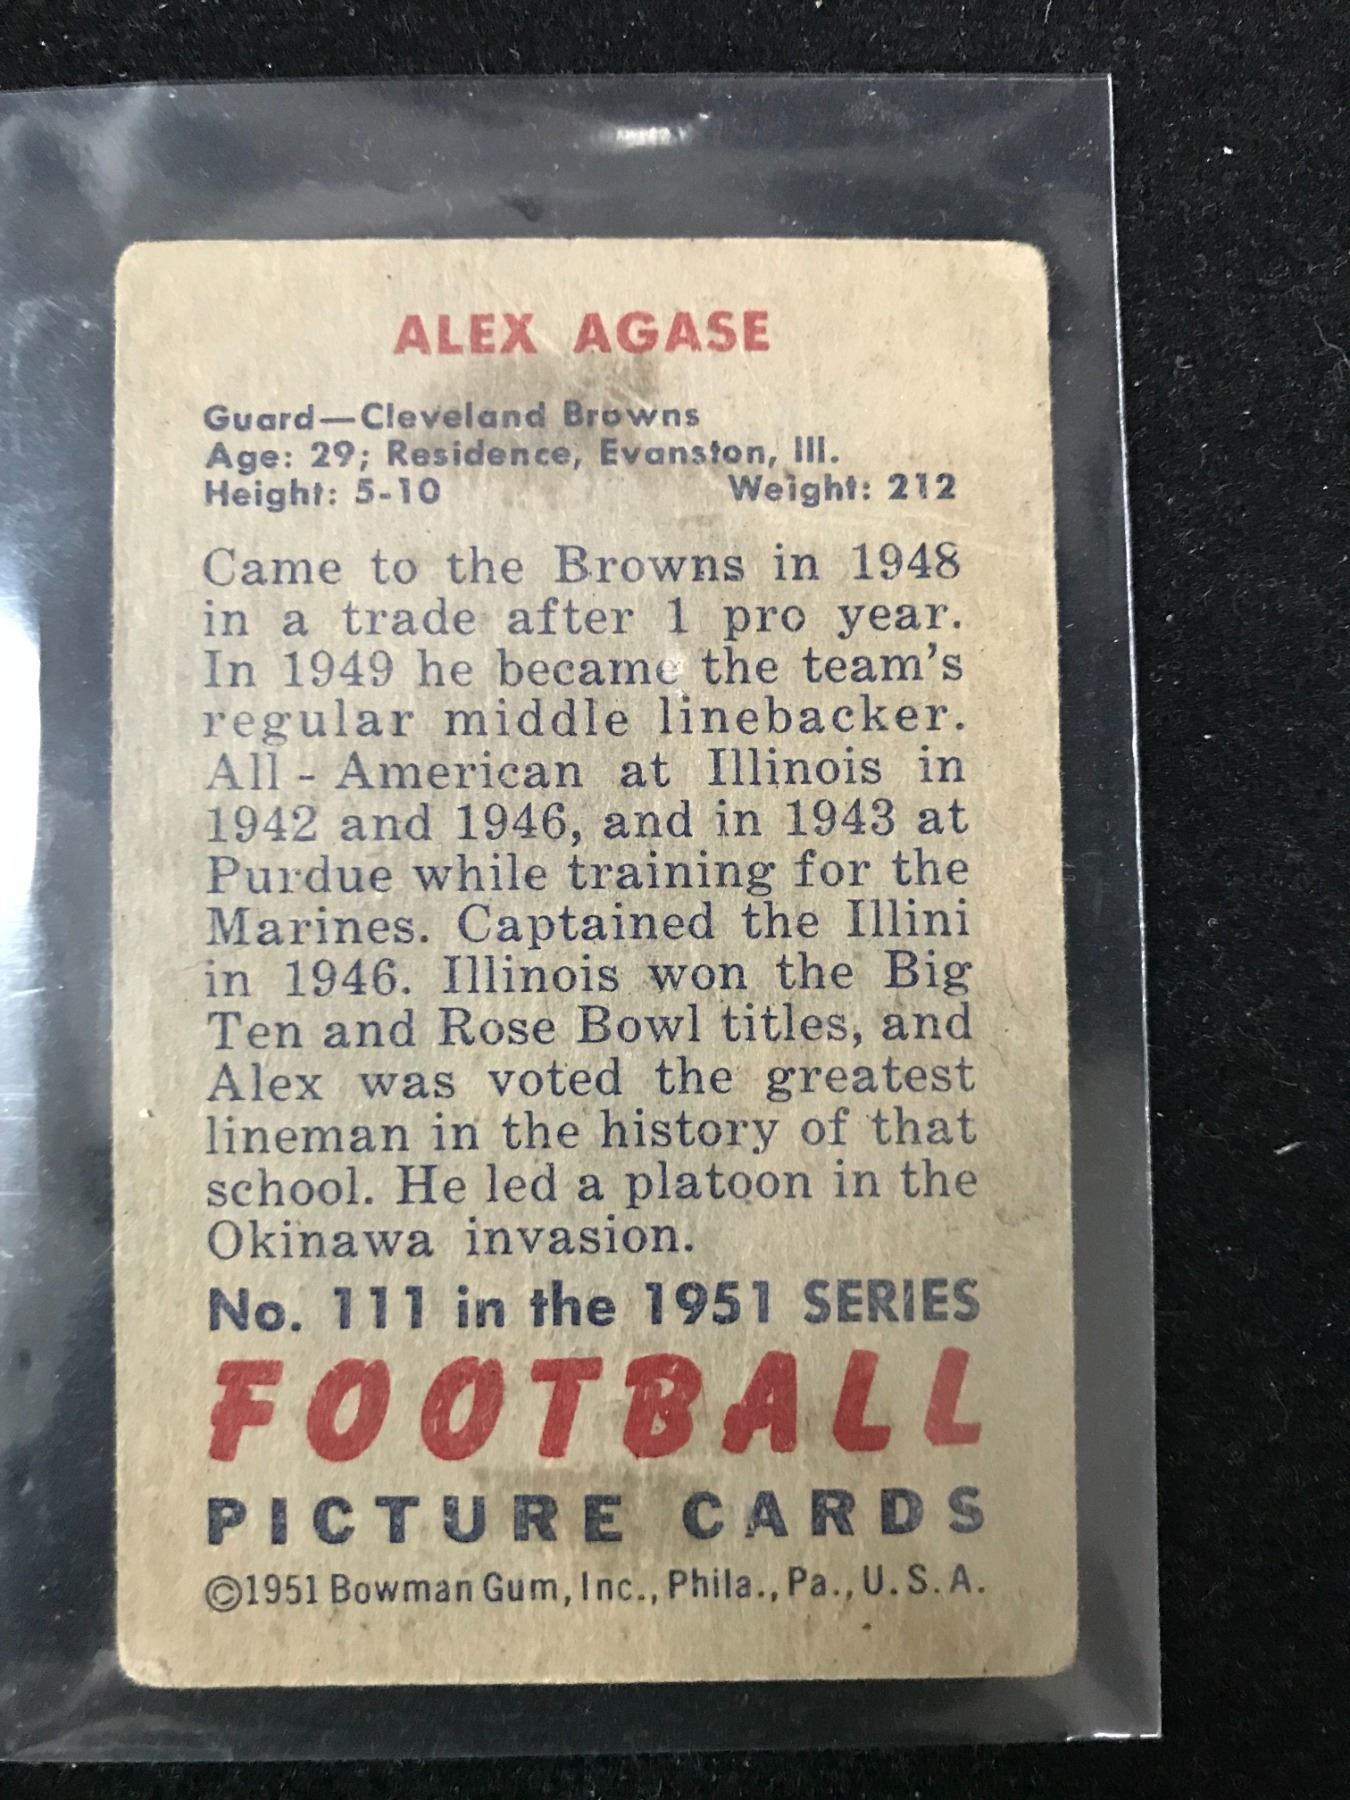 ALEX AGASE
Guard—Cleveland Browns
Age: 29; Residence, Evanston, Ill.
Height: 5-10 Weight: 212
Came to the Browns in 1948
in a trade after 1 pro year.
In 1949 he became the team's
regular middle linebacker.
All - American at Illinois in
1942 and 1946, and in 1943 at
Purdue while training for the
Marines. Captained the Illini
in 1946. Illinois won the Big
Ten and Rose Bowl titles, and
Alex was voted the greatest
lineman in the history of that
school. He led a platoon in the
Okinawa invasion.
No. 111 in the 1951 SERIES
FOOTBALL
PICTURE CARDS
©1951 Bowman Gum, Inc., Phila., Pa., U. S. A.